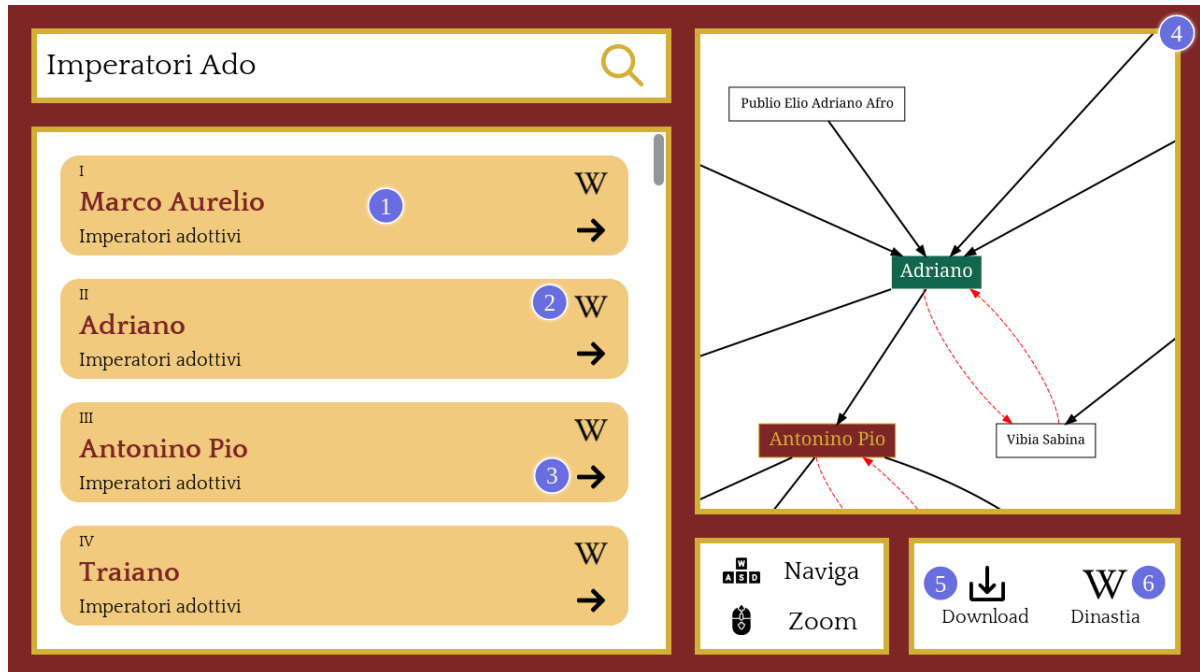 Imperatori Ado
I
Marco Aurelio
Imperatori adottivi
W
1
II
Adriano
Imperatori adottivi
2
W
III
Antonino Pio
Imperatori adottivi
W
3
IV
Traiano
Imperatori adottivi
W
4
Publio Elio Adriano Afro
Adriano
Antonino Pio
Vibia Sabina
W
A S D
Naviga
Zoom
5
Download
W
6
Dinastia